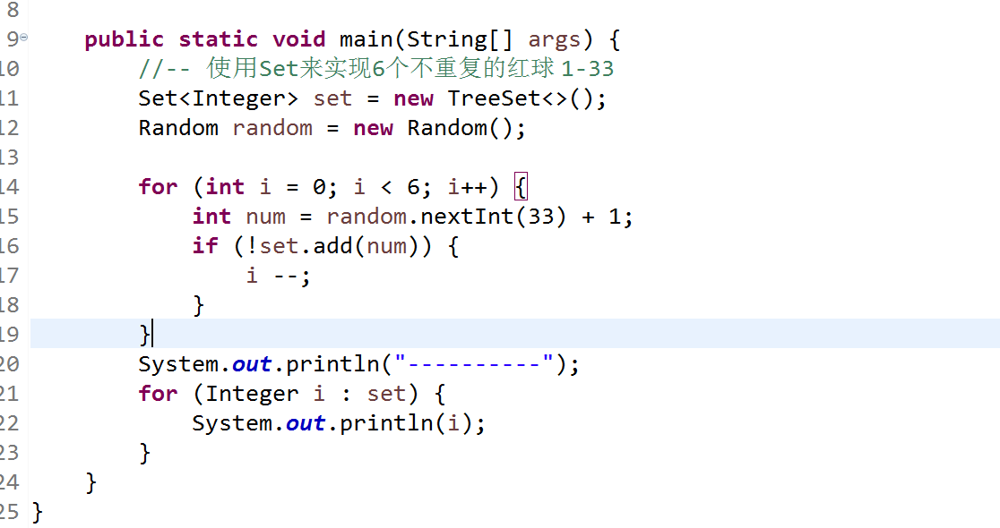 8
9 public static void main(String[] args) {
10 //-- 使用Set来实现6个不重复的红球 1-33
11 Set<Integer> set = new TreeSet<>();
12 Random random = new Random();
13
14 for (int i = 0; i < 6; i++) {
15 int num = random.nextInt(33) + 1;
16 if (!set.add(num)) {
17 i --;
18 }
19 }
20 System.out.println("----------");
21 for (Integer i : set) {
22 System.out.println(i);
23 }
24 }
25 }